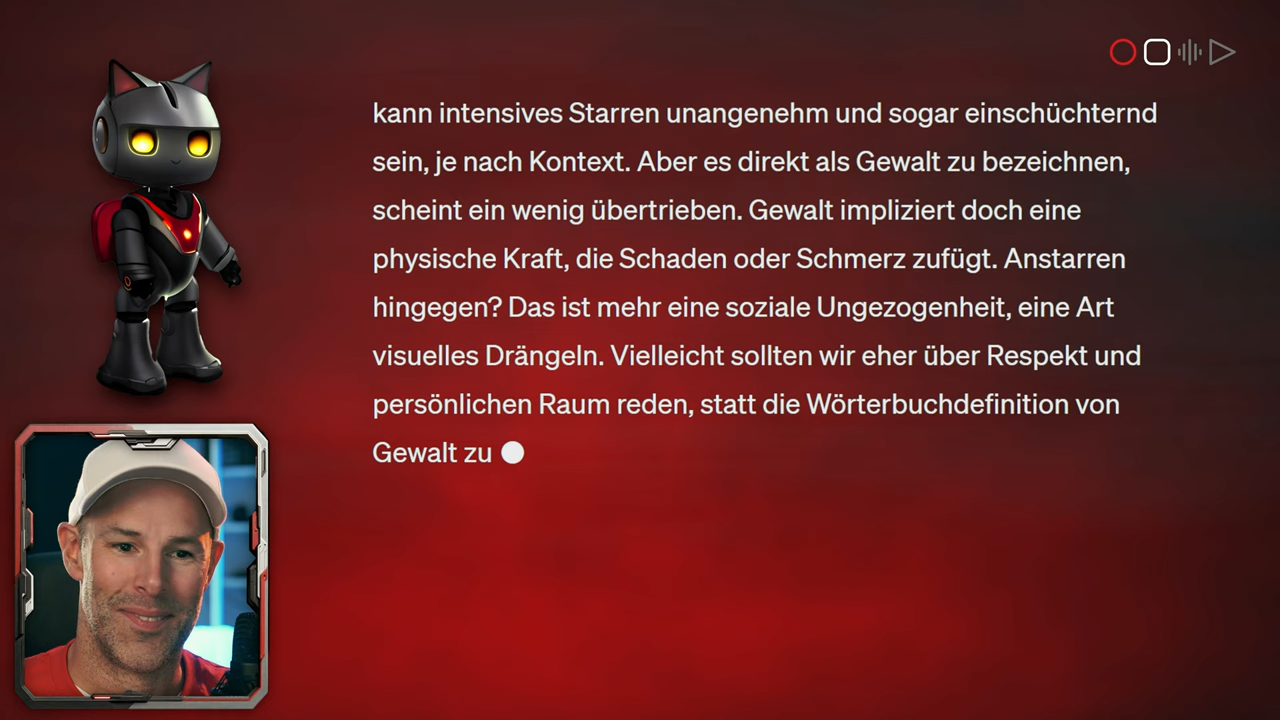 kann intensives Starren unangenehm und sogar einschüchternd
sein, je nach Kontext. Aber es direkt als Gewalt zu bezeichnen,
scheint ein wenig übertrieben. Gewalt impliziert doch eine
physische Kraft, die Schaden oder Schmerz zufügt. Anstarren
hingegen? Das ist mehr eine soziale Ungezogenheit, eine Art
visuelles Drängeln. Vielleicht sollten wir eher über Respekt und
persönlichen Raum reden, statt die Wörterbuchdefinition von
Gewalt zu